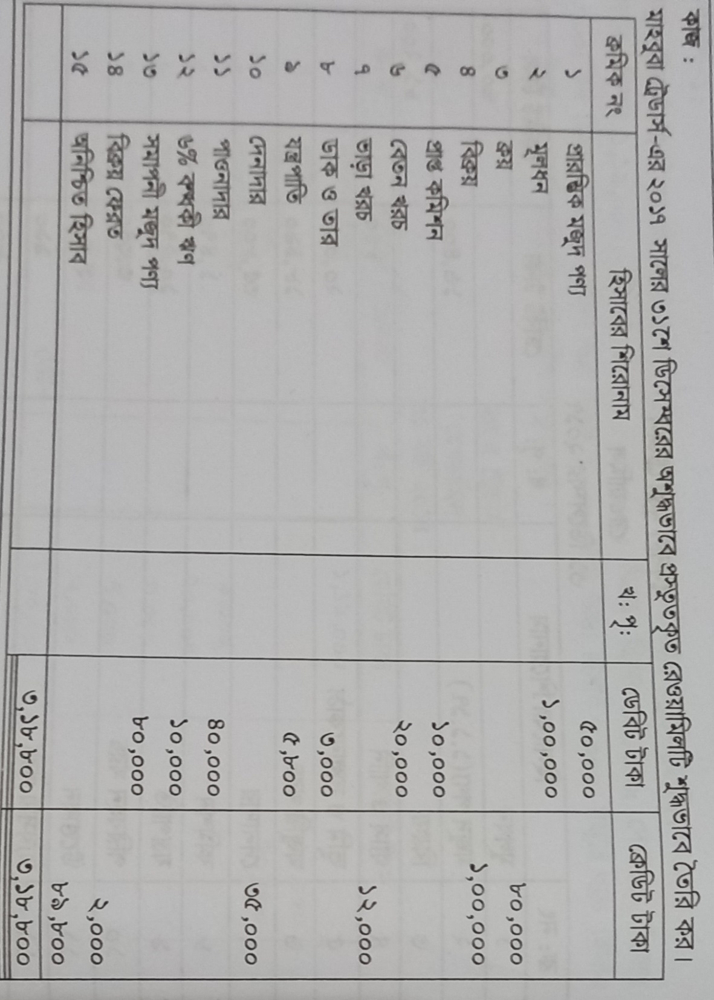 কাজ :
মাহবুবা ট্রেডার্স-এর ২০১৭ সালের ৩১শে ডিসেম্বরের অশুদ্ধভাবে প্রস্তুতকৃত রেওয়ামিলটি শুদ্ধভাবে তৈরি কর।
ক্রমিক নং হিসাবের শিরোনাম খঃ পৃঃ ডেবিট টাকা ক্রেডিট টাকা
১ প্রারম্ভিক মজুদ পণ্য ৫০,০০০
২ মূলধন ১,০০,০০০
৩ ক্রয় ৮০,০০০
৪ বিক্রয় ১,০০,০০০
৫ প্রাপ্ত কমিশন ১০,০০০
৬ বেতন খরচ ২০,০০০
৭ ভাড়া খরচ ১২,০০০
৮ ডাক ও তার ৩,০০০
৯ যন্ত্রপাতি ৫,৮০০
১০ দেনাদার ৩৫,০০০
১১ পাওনাদার ৪০,০০০
১২ ৬% বন্ধকী ঋণ ১০,০০০
১৩ সমাপনী মজুদ পণ্য ৮০,০০০
১৪ বিক্রয় ফেরত ২,০০০
১৫ অনিশ্চিত হিসাব ৮৯,৮০০
৩,১৮,৮০০ ৩,১৮,৮০০